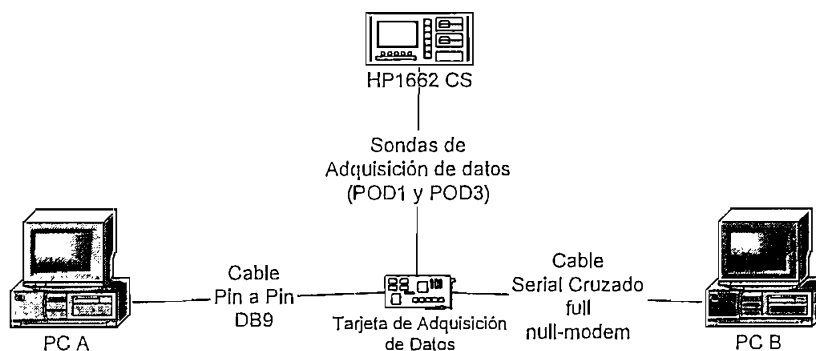 HP1662 CS
Sondas de
Adquisición de datos
(POD1 y POD3)
Cable
Pin a Pin
DB9
Cable
Serial Cruzado
full
null-modem
Tarjeta de Adquisición
de Datos
PC A
PC B